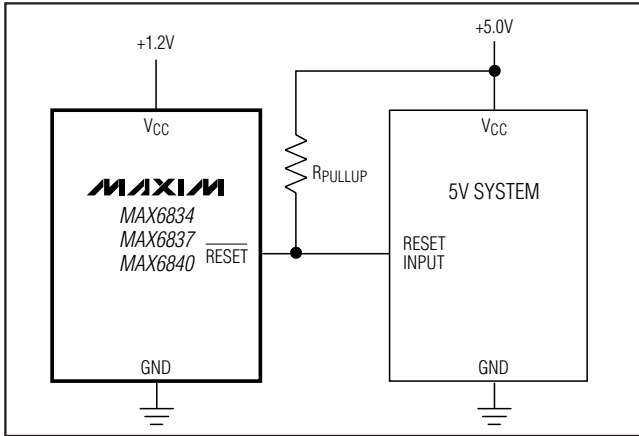 +1.2V
VCC
MAXIM
MAX6834
MAX6837
MAX6840
RESET
GND
RPULLUP
+5.0V
VCC
5V SYSTEM
RESET
INPUT
GND